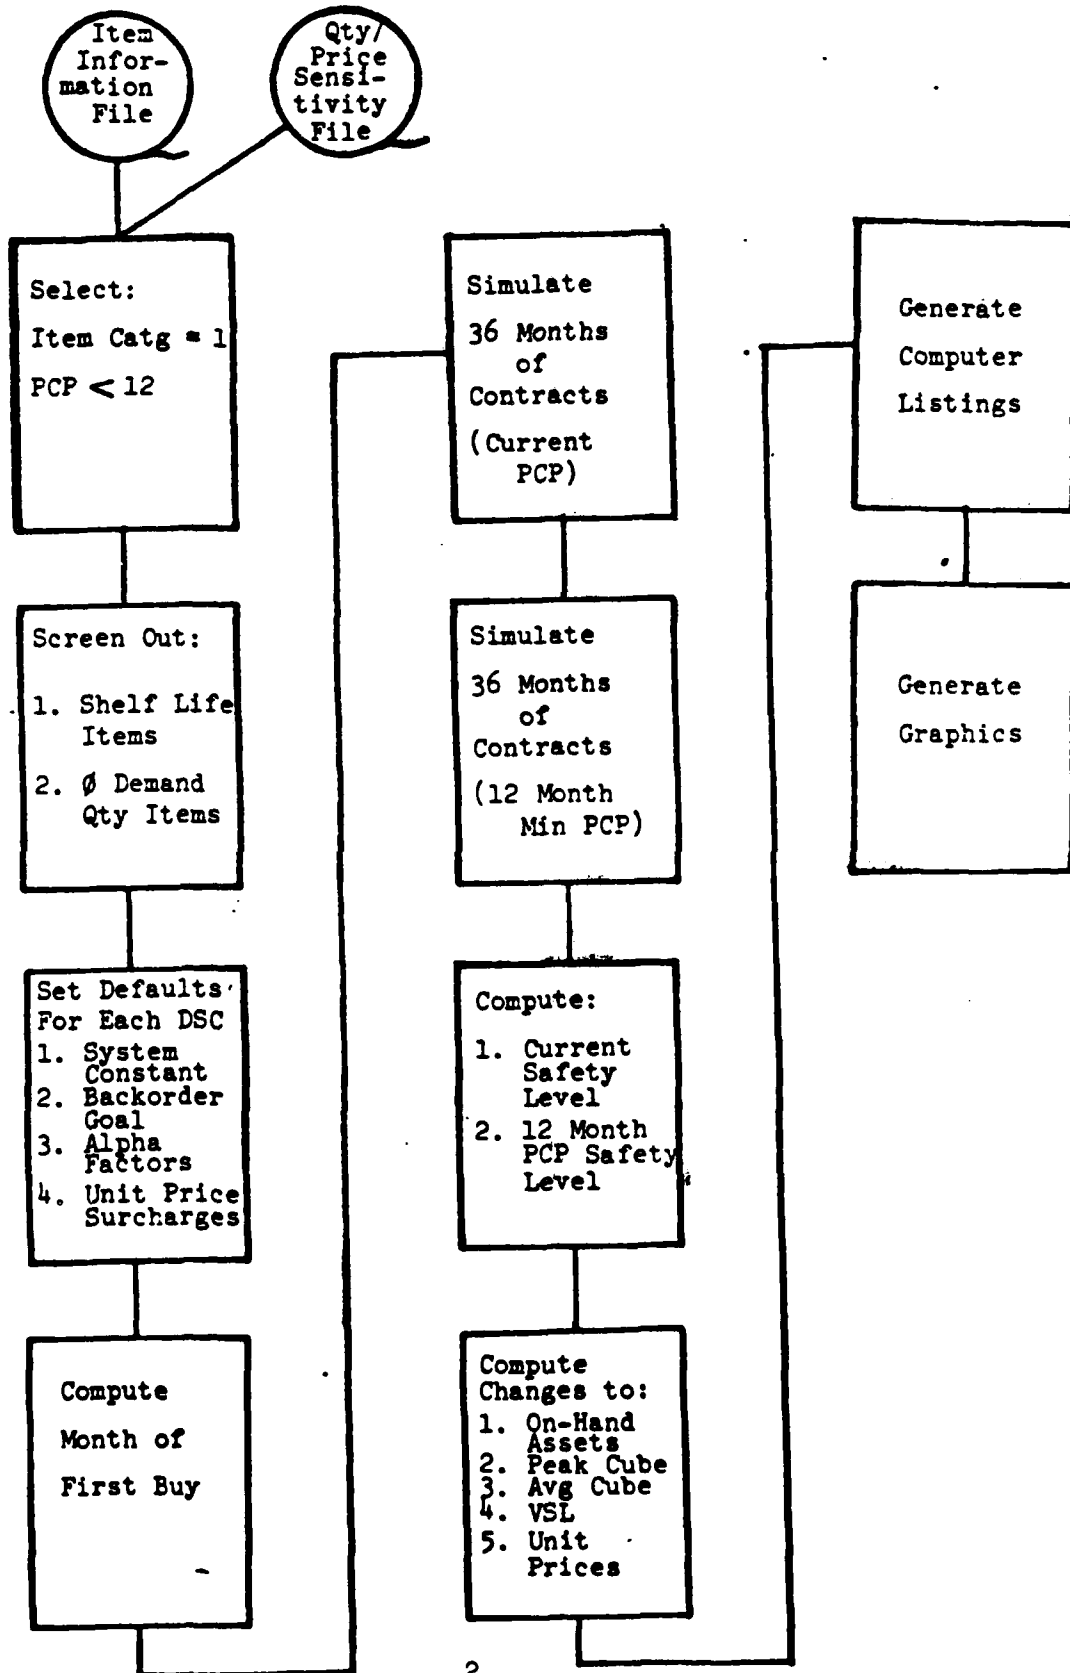 Item
Infor-
mation
File
Qty/
Price
Sensi-
tivity
File
Select:
Item Catg = 1
PCP < 12
Screen Out:
1. Shelf Life
Items
2. Ø Demand
Qty Items
Set Defaults
For Each DSC
1. System
Constant
2. Backorder
Goal
3. Alpha
Factors
4. Unit Price
Surcharges
Compute
Month of
First Buy
Simulate
36 Months
of
Contracts
(Current
PCP)
Simulate
36 Months
of
Contracts
(12 Month
Min PCP)
Compute:
1. Current
Safety
Level
2. 12 Month
PCP Safety
Level
Compute
Changes to:
1. On-Hand
Assets
2. Peak Cube
3. Avg Cube
4. VSL
5. Unit
Prices
Generate
Computer
Listings
Generate
Graphics
2